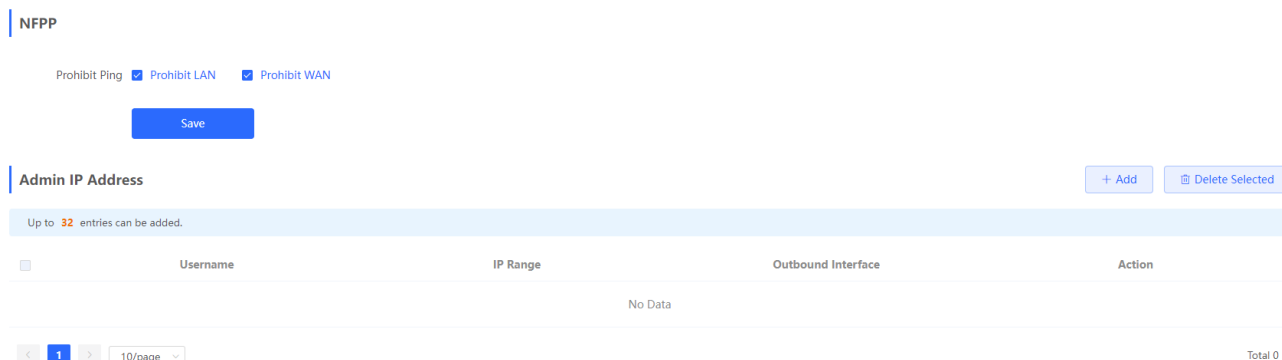 NFPP
Prohibit Ping Prohibit LAN Prohibit WAN
Save
Admin IP Address + Add Delete Selected
Up to 32 entries can be added.
Username IP Range Outbound Interface Action
No Data
< 1 > 10/page Total 0